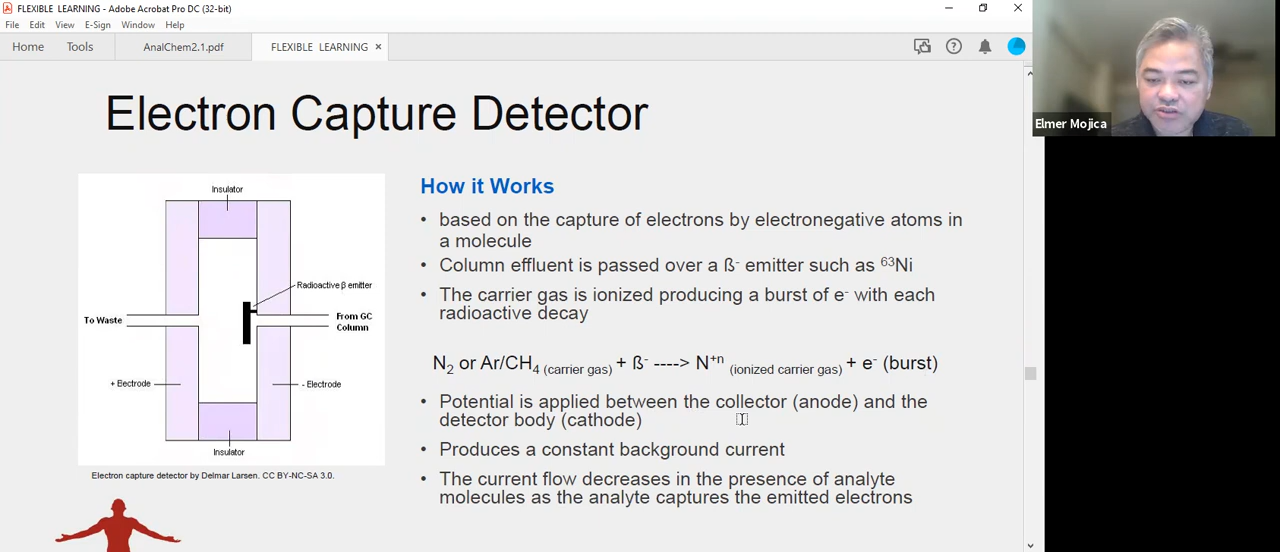 FLEXIBLE LEARNING - Adobe Acrobat Pro DC (32-bit)
File Edit View E-Sign Window Help
Home Tools AnalChem2.1.pdf FLEXIBLE LEARNING ×
Elmer Mojica
Electron Capture Detector
Insulator
Radioactive β emitter
To Waste
From GC
Column
+ Electrode
- Electrode
Insulator
Electron capture detector by Delmar Larsen. CC BY-NC-SA 3.0.
How it Works
• based on the capture of electrons by electronegative atoms in
a molecule
• Column effluent is passed over a ß⁻ emitter such as ⁶³Ni
• The carrier gas is ionized producing a burst of e⁻ with each
radioactive decay
N₂ or Ar/CH₄ (carrier gas) + ß⁻ ----> N⁺ⁿ (ionized carrier gas) + e⁻ (burst)
• Potential is applied between the collector (anode) and the
detector body (cathode)
• Produces a constant background current
• The current flow decreases in the presence of analyte
molecules as the analyte captures the emitted electrons